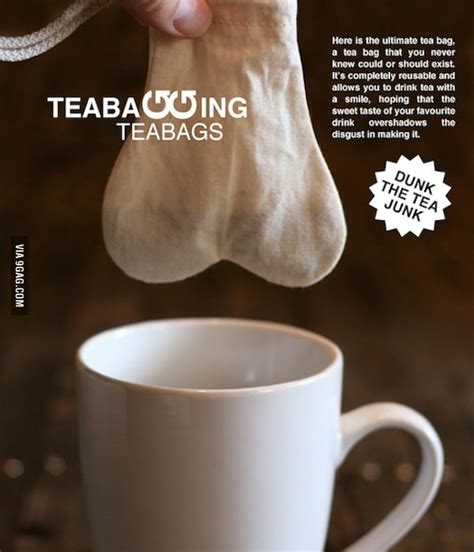 Here is the ultimate tea bag,
a tea bag that you never
knew could or should exist.
It's completely reusable and
allows you to drink tea with
a smile, hoping that the
sweet taste of your favourite
drink overshadows the
disgust in making it.
TEABAGGING
TEABAGS
DUNK
THE TEA
JUNK
VIA 9GAG.COM